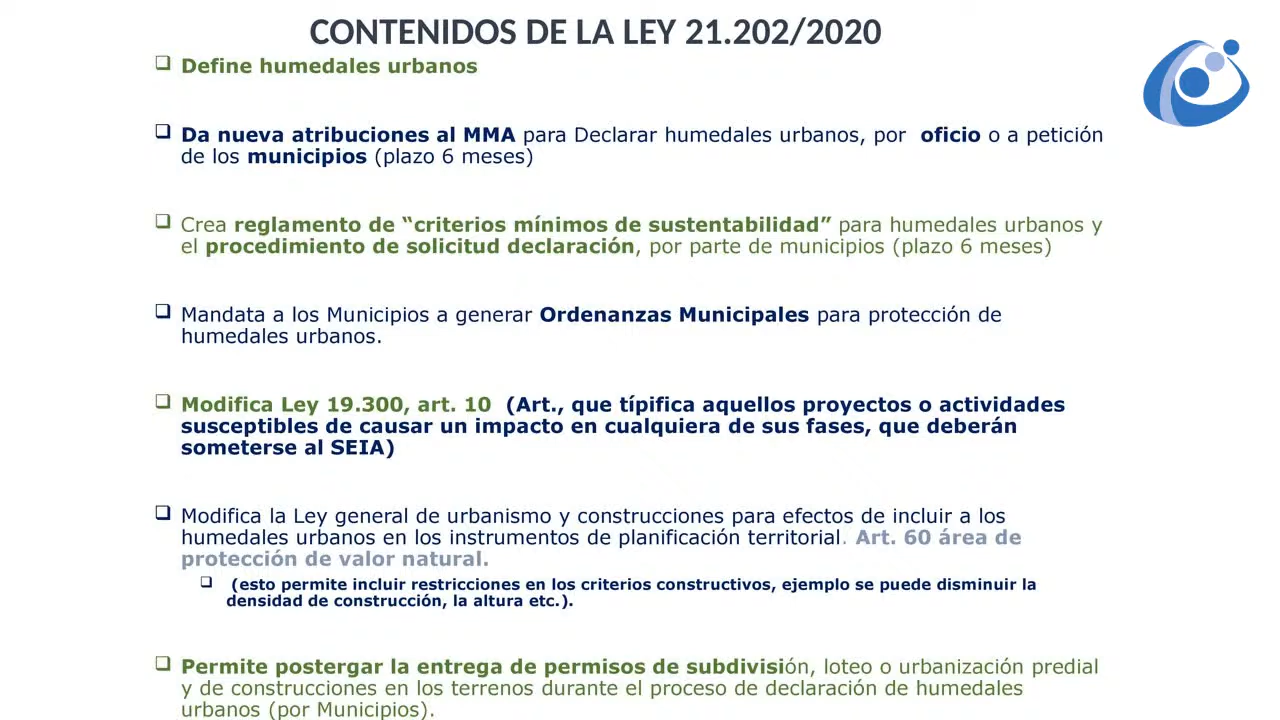 CONTENIDOS DE LA LEY 21.202/2020
Define humedales urbanos
Da nueva atribuciones al MMA para Declarar humedales urbanos, por oficio o a petición
de los municipios (plazo 6 meses)
Crea reglamento de “criterios mínimos de sustentabilidad” para humedales urbanos y
el procedimiento de solicitud declaración, por parte de municipios (plazo 6 meses)
Mandata a los Municipios a generar Ordenanzas Municipales para protección de
humedales urbanos.
Modifica Ley 19.300, art. 10 (Art., que típifica aquellos proyectos o actividades
susceptibles de causar un impacto en cualquiera de sus fases, que deberán
someterse al SEIA)
Modifica la Ley general de urbanismo y construcciones para efectos de incluir a los
humedales urbanos en los instrumentos de planificación territorial. Art. 60 área de
protección de valor natural.
(esto permite incluir restricciones en los criterios constructivos, ejemplo se puede disminuir la
densidad de construcción, la altura etc.).
Permite postergar la entrega de permisos de subdivisión, loteo o urbanización predial
y de construcciones en los terrenos durante el proceso de declaración de humedales
urbanos (por Municipios).